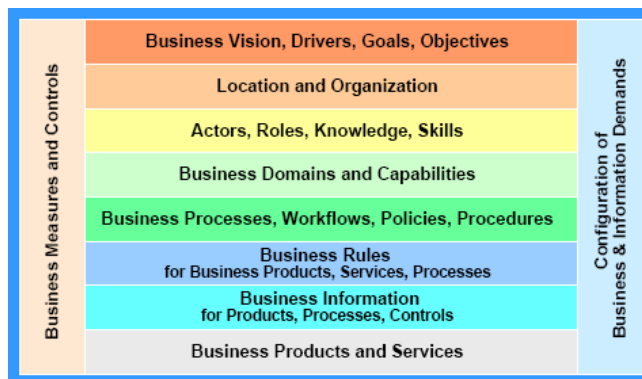 Business Measures and Controls
Business Vision, Drivers, Goals, Objectives
Location and Organization
Actors, Roles, Knowledge, Skills
Business Domains and Capabilities
Business Processes, Workflows, Policies, Procedures
Business Rules
for Business Products, Services, Processes
Business Information
for Products, Processes, Controls
Business Products and Services
Configuration of
Business & Information Demands